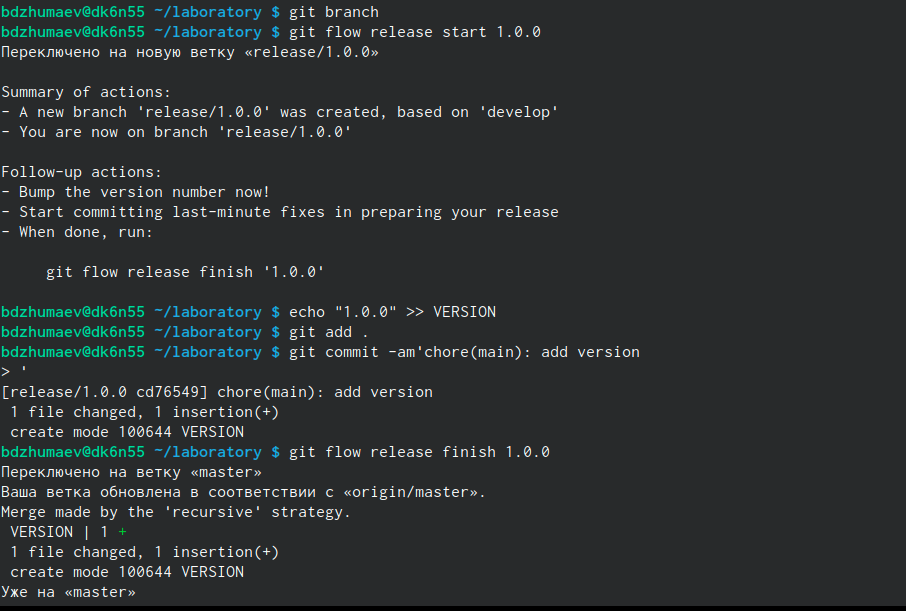 bdzhumaev@dk6n55 ~/laboratory $ git branch
bdzhumaev@dk6n55 ~/laboratory $ git flow release start 1.0.0
Переключено на новую ветку «release/1.0.0»
Summary of actions:
- A new branch 'release/1.0.0' was created, based on 'develop'
- You are now on branch 'release/1.0.0'
Follow-up actions:
- Bump the version number now!
- Start committing last-minute fixes in preparing your release
- When done, run:
git flow release finish '1.0.0'
bdzhumaev@dk6n55 ~/laboratory $ echo "1.0.0" >> VERSION
bdzhumaev@dk6n55 ~/laboratory $ git add .
bdzhumaev@dk6n55 ~/laboratory $ git commit -am'chore(main): add version
> '
[release/1.0.0 cd76549] chore(main): add version
1 file changed, 1 insertion(+)
create mode 100644 VERSION
bdzhumaev@dk6n55 ~/laboratory $ git flow release finish 1.0.0
Переключено на ветку «master»
Ваша ветка обновлена в соответствии с «origin/master».
Merge made by the 'recursive' strategy.
VERSION | 1 +
1 file changed, 1 insertion(+)
create mode 100644 VERSION
Уже на «master»